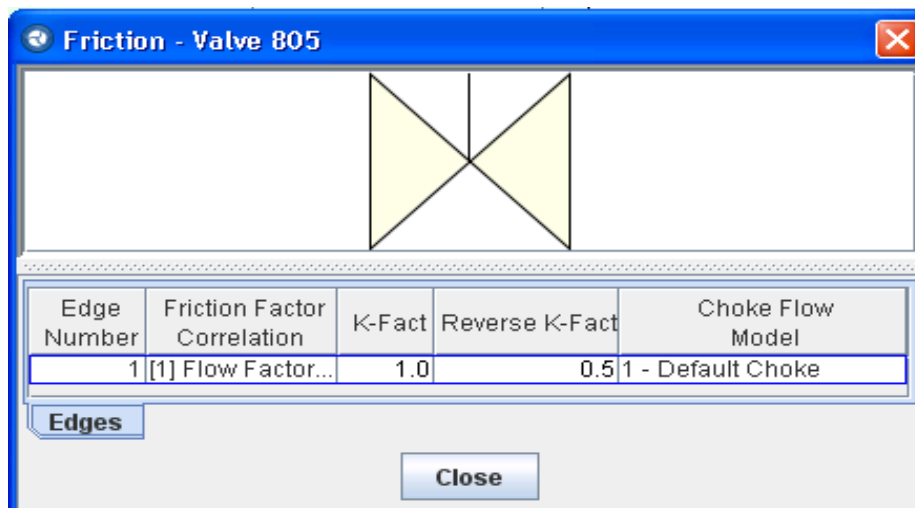 Friction - Valve 805
Edge Number
Friction Factor Correlation
K-Fact
Reverse K-Fact
Choke Flow Model
1 [1] Flow Factor... 1.0 0.5 1 - Default Choke
Edges
Close